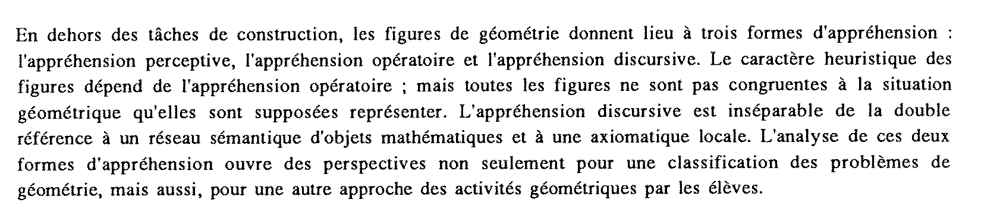 En dehors des tâches de construction, les figures de géométrie donnent lieu à trois formes d'appréhension :
l'appréhension perceptive, l'appréhension opératoire et l'appréhension discursive. Le caractère heuristique des
figures dépend de l'appréhension opératoire ; mais toutes les figures ne sont pas congruentes à la situation
géométrique qu'elles sont supposées représenter. L'appréhension discursive est inséparable de la double
référence à un réseau sémantique d'objets mathématiques et à une axiomatique locale. L'analyse de ces deux
formes d'appréhension ouvre des perspectives non seulement pour une classification des problèmes de
géométrie, mais aussi, pour une autre approche des activités géométriques par les élèves.